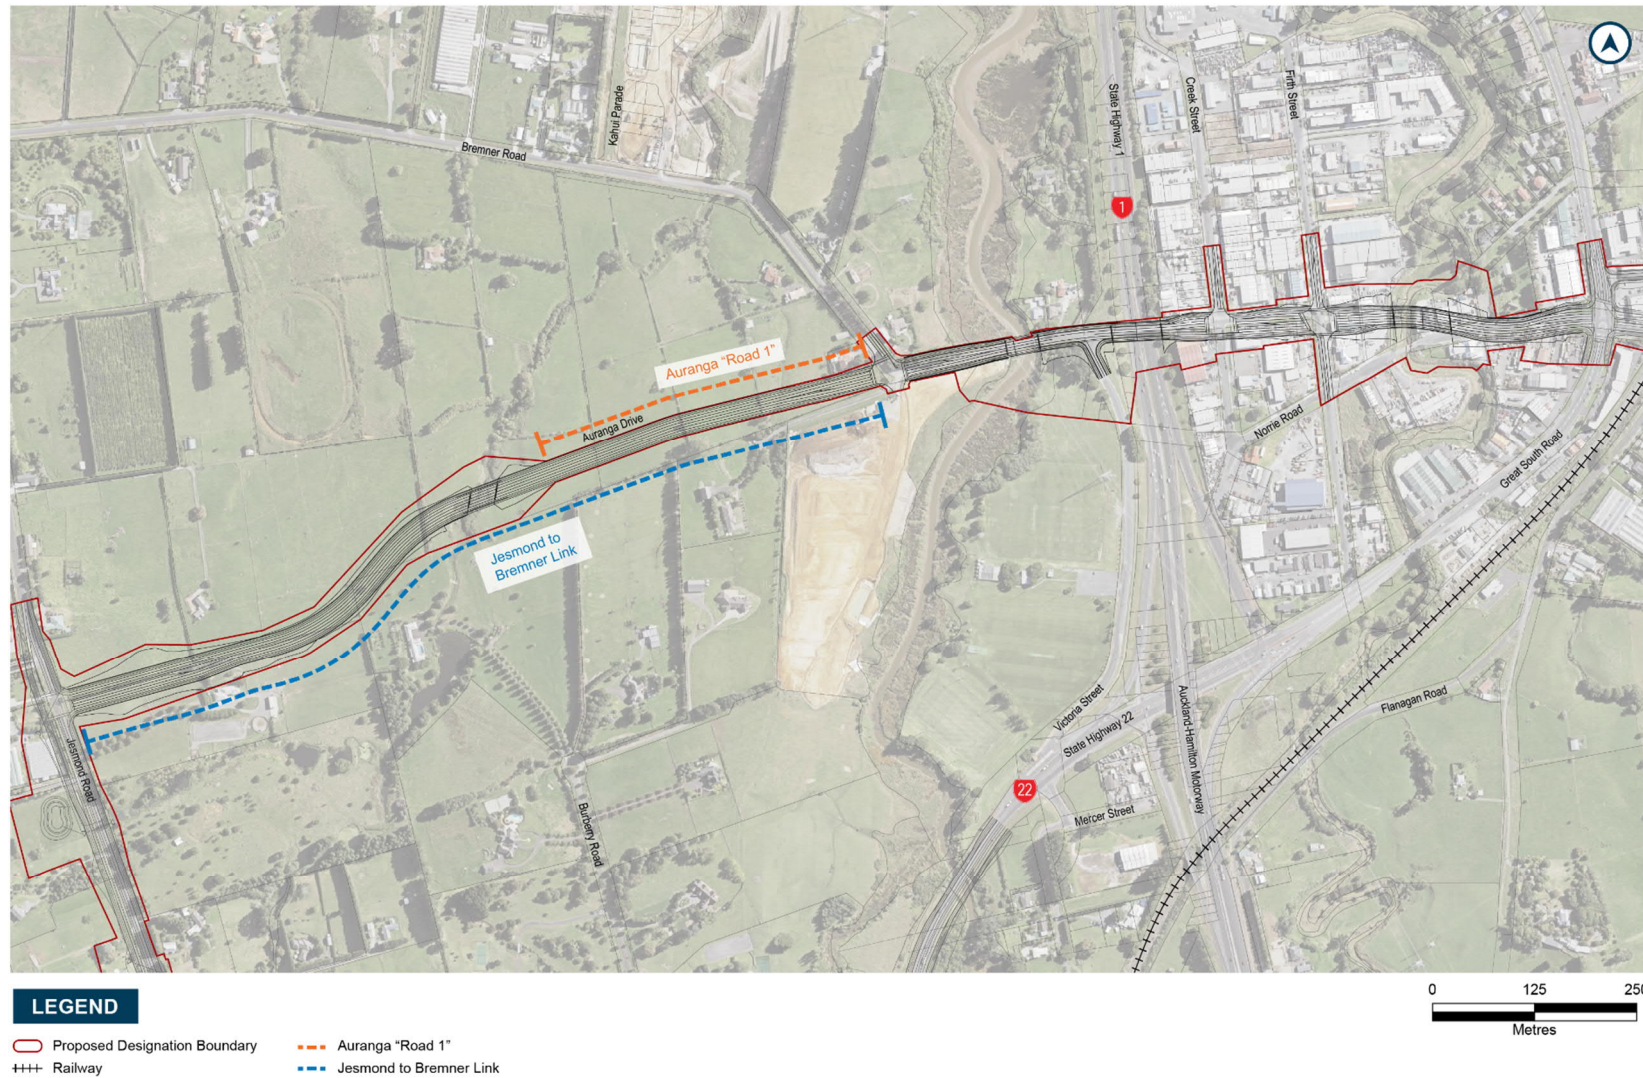 Kahui Parade
Bremner Road
State Highway 1
Creek Street
Firth Street
1
Auranga “Road 1”
Auranga Drive
Jesmond to
Bremner Link
Norrie Road
Great South Road
Jesmond Road
Burberry Road
Victoria Street
State Highway 22
22
Mercer Street
Auckland-Hamilton Motorway
Flanagan Road
LEGEND
Proposed Designation Boundary
Railway
Auranga “Road 1”
Jesmond to Bremner Link
0 125 250
Metres